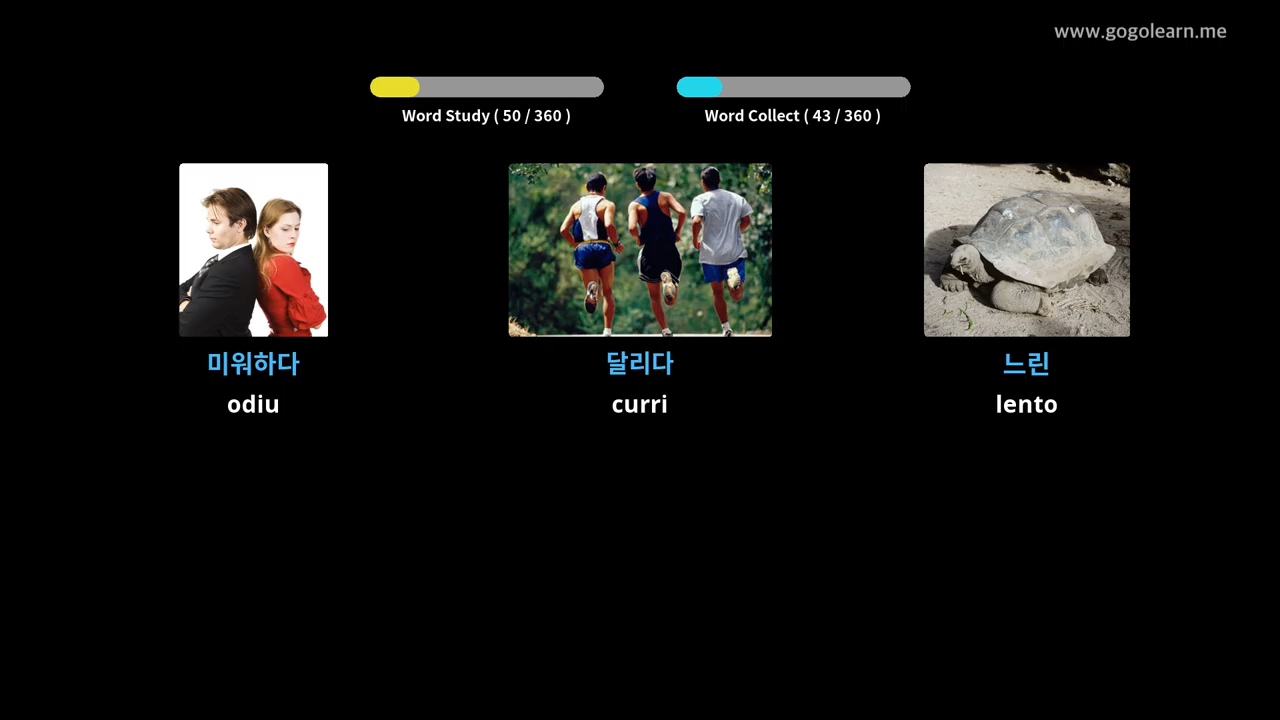 www.gogolearn.me
Word Study ( 50 / 360 )
Word Collect ( 43 / 360 )
미워하다
odiu
달리다
curri
느린
lento